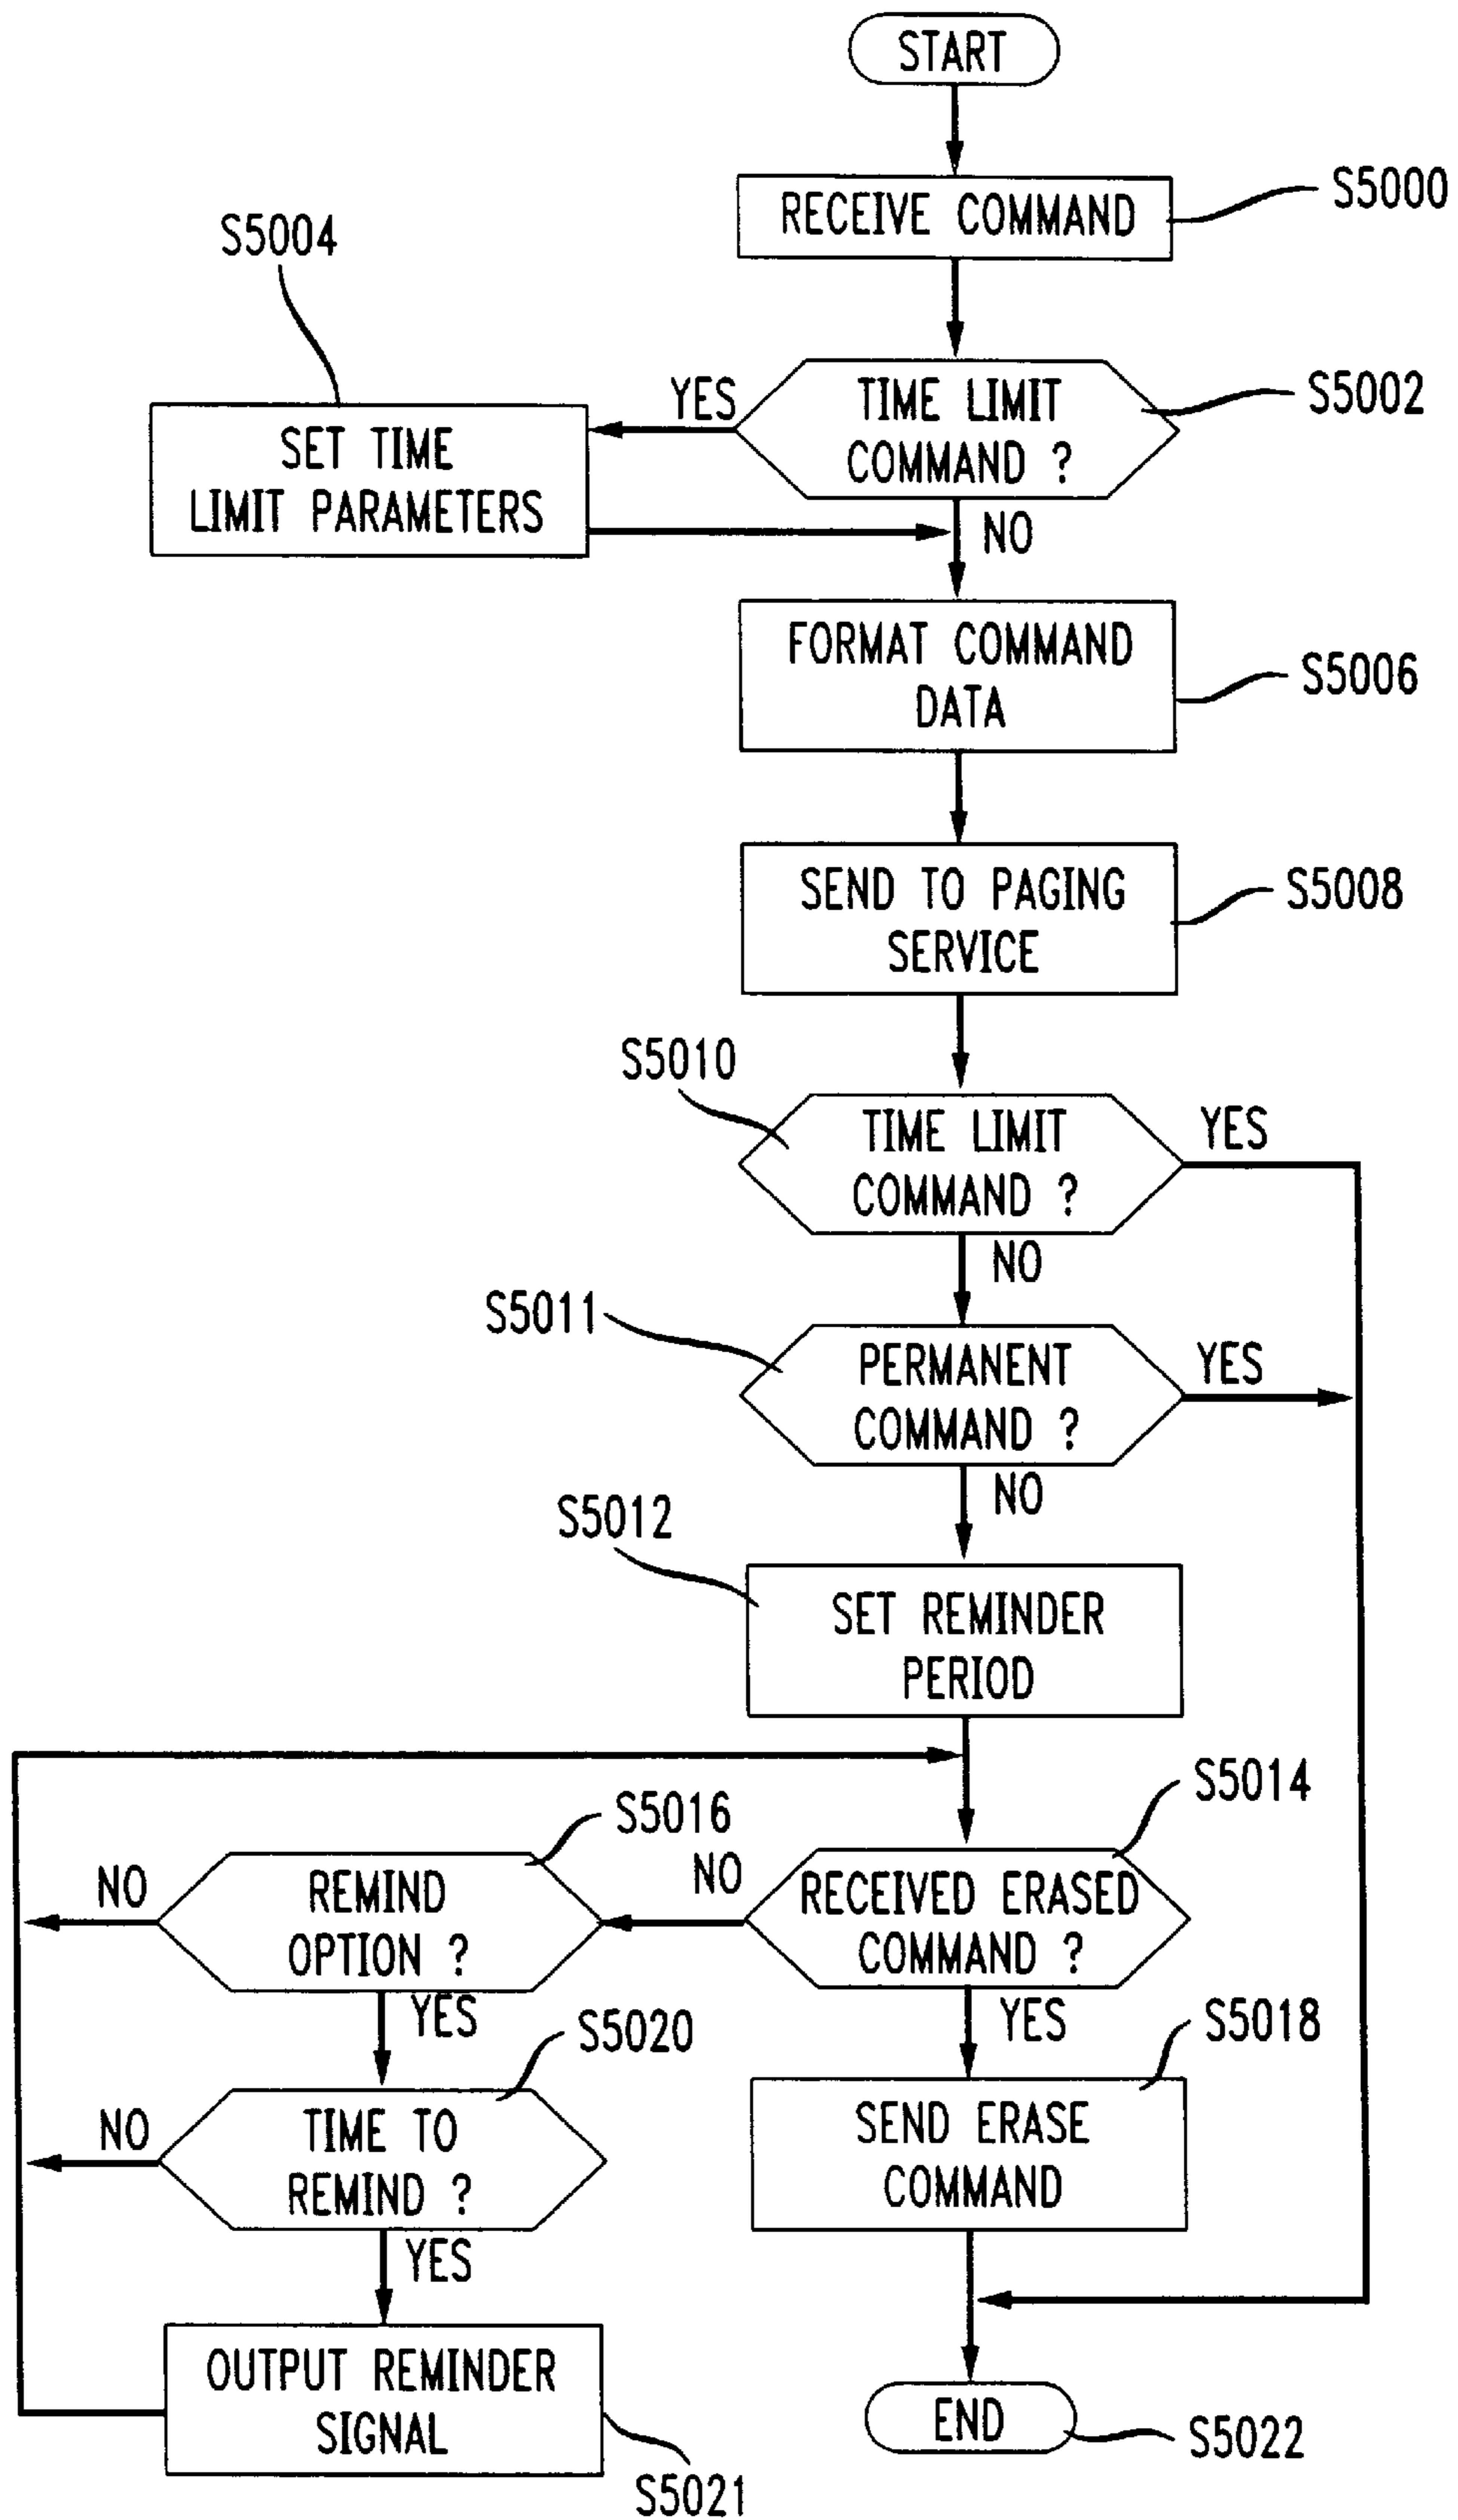 START
RECEIVE COMMAND
S5000
S5004
TIME LIMIT
COMMAND ?
S5002
YES
SET TIME
LIMIT PARAMETERS
NO
FORMAT COMMAND
DATA
S5006
SEND TO PAGING
SERVICE
S5008
S5010
TIME LIMIT
COMMAND ?
YES
NO
S5011
PERMANENT
COMMAND ?
YES
NO
S5012
SET REMINDER
PERIOD
S5014
S5016
NO
REMIND
OPTION ?
NO
RECEIVED ERASED
COMMAND ?
YES
S5020
YES
S5018
NO
TIME TO
REMIND ?
SEND ERASE
COMMAND
YES
OUTPUT REMINDER
SIGNAL
S5021
END
S5022